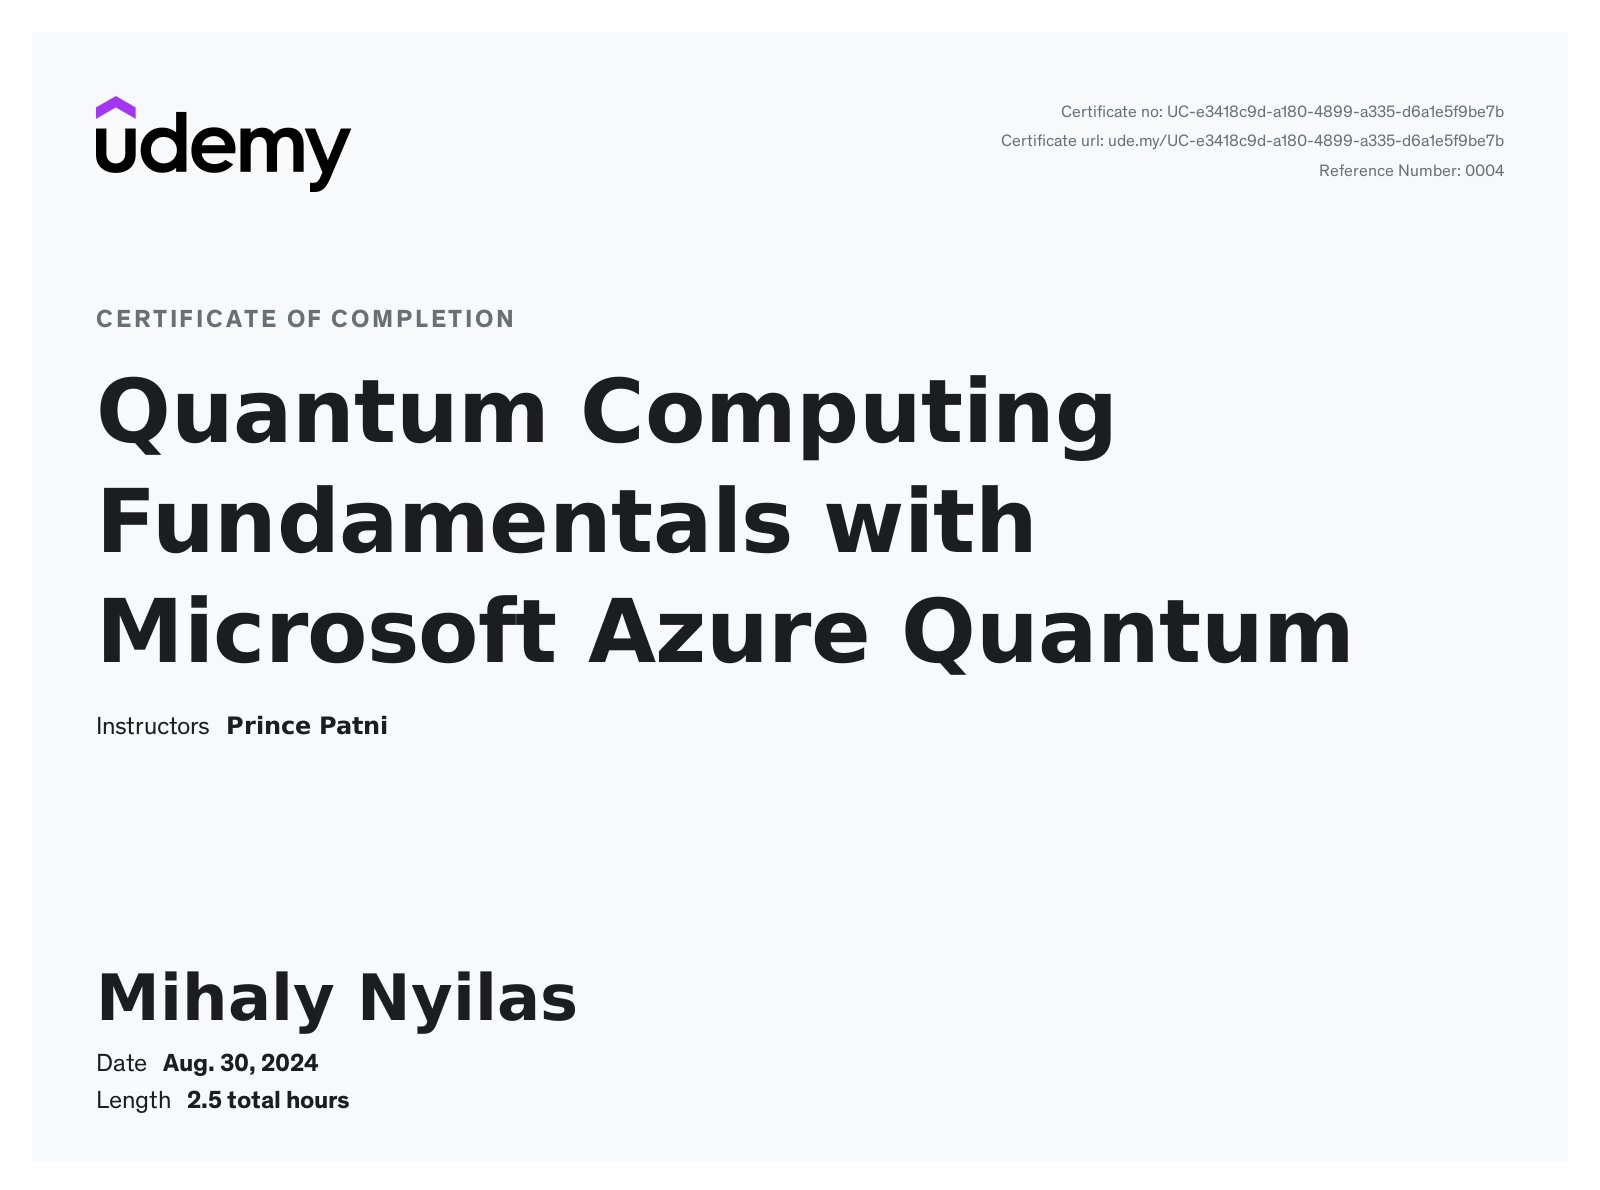 udemy
Certificate no: UC-e3418c9d-a180-4899-a335-d6a1e5f9be7b
Certificate url: ude.my/UC-e3418c9d-a180-4899-a335-d6a1e5f9be7b
Reference Number: 0004
CERTIFICATE OF COMPLETION
Quantum Computing
Fundamentals with
Microsoft Azure Quantum
Instructors Prince Patni
Mihaly Nyilas
Date Aug. 30, 2024
Length 2.5 total hours